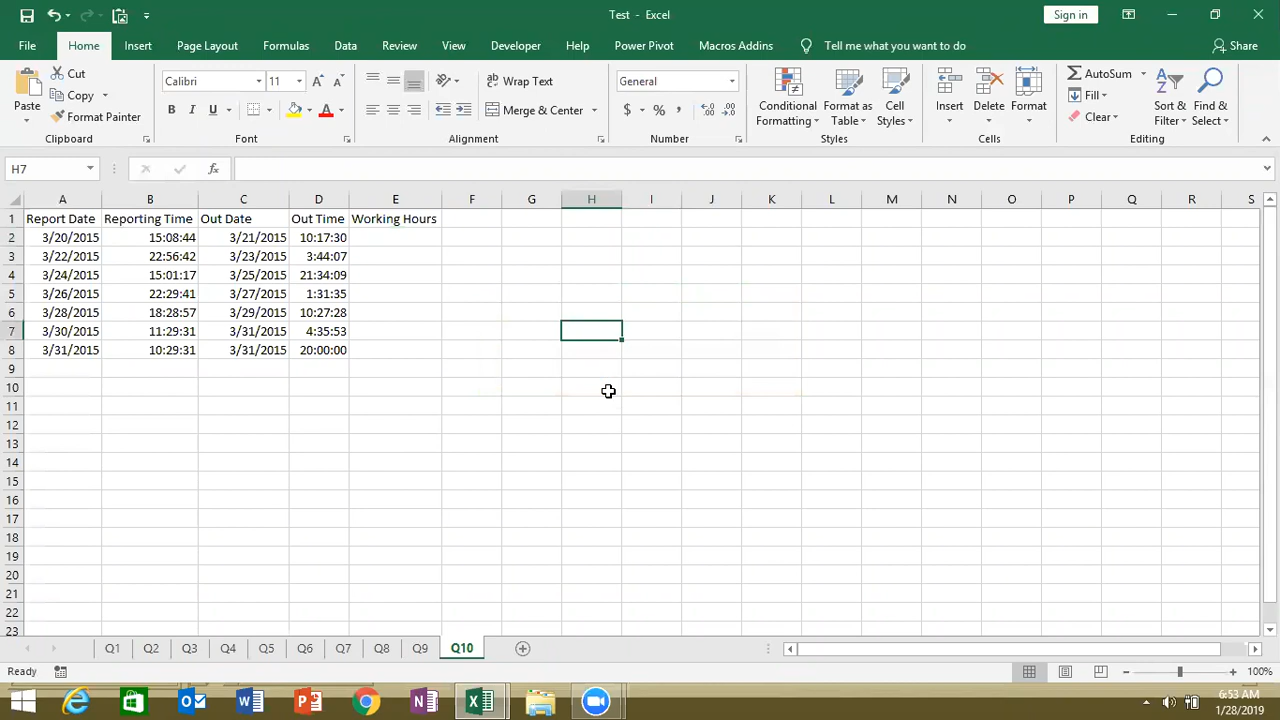 Test - Excel
Sign in
File Home Insert Page Layout Formulas Data Review View Developer Help Power Pivot Macros Addins Tell me what you want to do Share
Paste Cut Copy Format Painter
Calibri 11
B I U
Wrap Text
Merge & Center
General
$ % ,
Conditional Formatting
Format as Table
Cell Styles
Insert Delete Format
AutoSum
Fill
Clear
Sort & Filter
Find & Select
Clipboard Font Alignment Number Styles Cells Editing
H7 fx
A B C D E F G H I J K L M N O P Q R S
1 Report Date Reporting Time Out Date Out Time Working Hours
2 3/20/2015 15:08:44 3/21/2015 10:17:30
3 3/22/2015 22:56:42 3/23/2015 3:44:07
4 3/24/2015 15:01:17 3/25/2015 21:34:09
5 3/26/2015 22:29:41 3/27/2015 1:31:35
6 3/28/2015 18:28:57 3/29/2015 10:27:28
7 3/30/2015 11:29:31 3/31/2015 4:35:53
8 3/31/2015 10:29:31 3/31/2015 20:00:00
9
10
11
12
13
14
15
16
17
18
19
20
21
22
23
Q1 Q2 Q3 Q4 Q5 Q6 Q7 Q8 Q9 Q10
Ready 100%
6:53 AM
1/28/2019